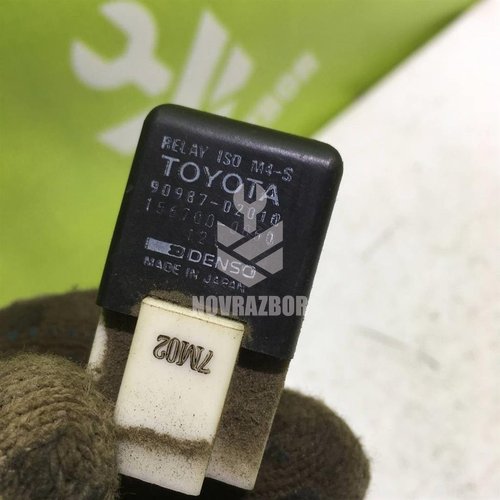 RELAY ISO M4-S
TOYOTA
90987-02010
DENSO
MADE IN JAPAN
NOVRAZBOR
7M02